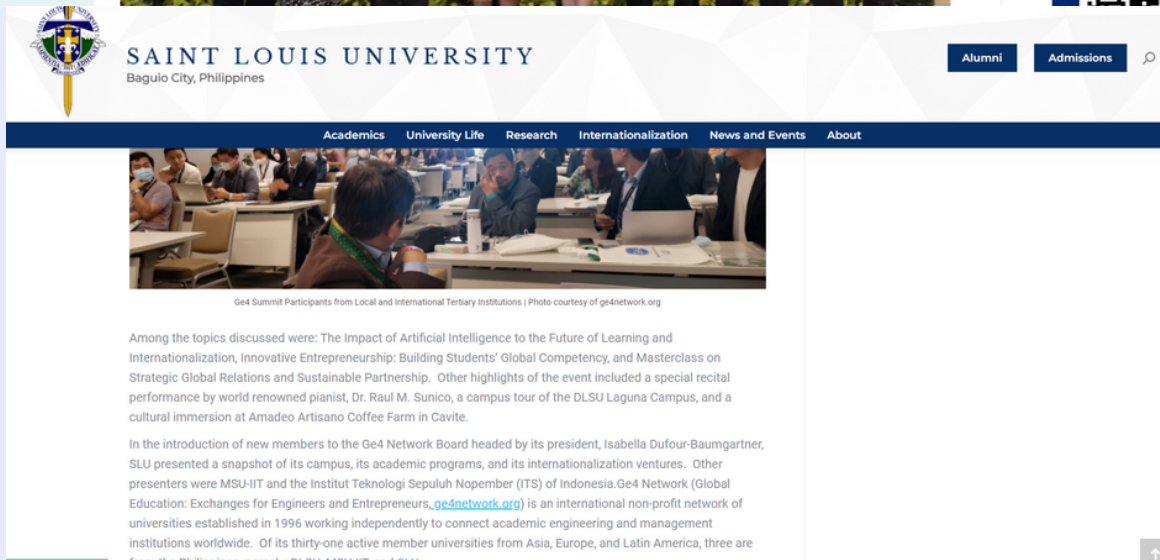 SAINT LOUIS UNIVERSITY
Baguio City, Philippines
Alumni
Admissions
Academics
University Life
Research
Internationalization
News and Events
About
Ge4 Summit Participants from Local and International Tertiary Institutions | Photo courtesy of ge4network.org
Among the topics discussed were: The Impact of Artificial Intelligence to the Future of Learning and
Internationalization, Innovative Entrepreneurship: Building Students' Global Competency, and Masterclass on
Strategic Global Relations and Sustainable Partnership.  Other highlights of the event included a special recital
performance by world renowned pianist, Dr. Raul M. Sunico, a campus tour of the DLSU Laguna Campus, and a
cultural immersion at Amadeo Artisano Coffee Farm in Cavite.
In the introduction of new members to the Ge4 Network Board headed by its president, Isabella Dufour-Baumgartner,
SLU presented a snapshot of its campus, its academic programs, and its internationalization ventures.  Other
presenters were MSU-IIT and the Institut Teknologi Sepuluh Nopember (ITS) of Indonesia.Ge4 Network (Global
Education: Exchanges for Engineers and Entrepreneurs, ge4network.org) is an international non-profit network of
universities established in 1996 working independently to connect academic engineering and management
institutions worldwide.  Of its thirty-one active member universities from Asia, Europe, and Latin America, three are
from the Philippines, namely DLSU, MSU-IIT, and SLU.